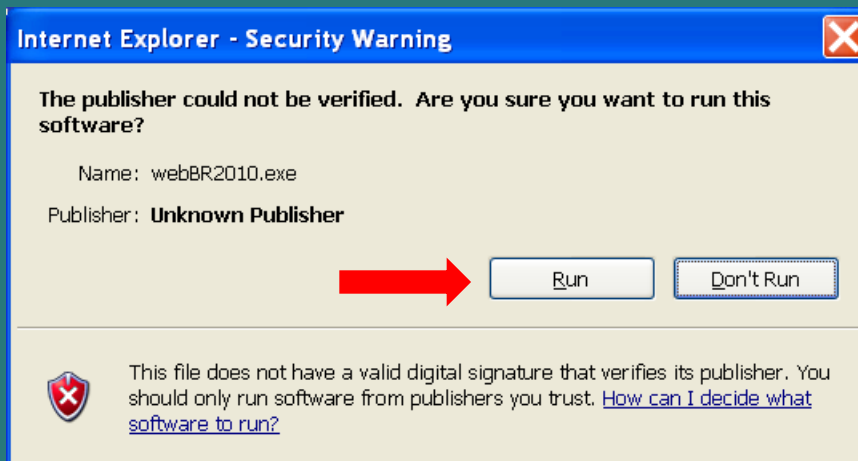 Internet Explorer - Security Warning
The publisher could not be verified.  Are you sure you want to run this
software?
Name: webBR2010.exe
Publisher: Unknown Publisher
Run
Don't Run
This file does not have a valid digital signature that verifies its publisher. You
should only run software from publishers you trust. How can I decide what
software to run?